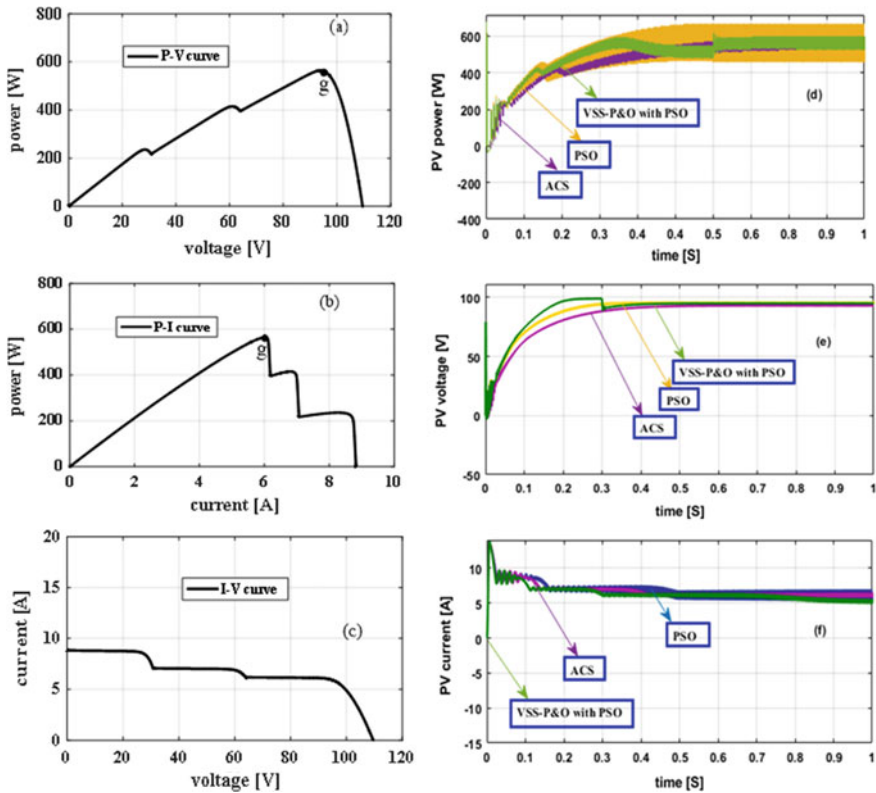 800
600
400
200
0
power [W]
P-V curve
(a)
0 20 40 60 80 100 120
voltage [V]
800
600
400
200
0
power [W]
P-I curve
(b)
0 2 4 6 8 10
current [A]
20
15
10
5
0
current [A]
I-V curve
(c)
0 20 40 60 80 100 120
voltage [V]
600
400
200
0
-200
-400
PV power [W]
VSS-P&O with PSO
PSO
ACS
(d)
0 0.1 0.2 0.3 0.4 0.5 0.6 0.7 0.8 0.9 1
time [S]
100
50
0
-50
PV voltage [V]
(e)
VSS-P&O with PSO
PSO
ACS
0 0.1 0.2 0.3 0.4 0.5 0.6 0.7 0.8 0.9 1
time [S]
10
5
0
-5
-10
-15
PV current [A]
PSO
(f)
ACS
VSS-P&O with PSO
0 0.1 0.2 0.3 0.4 0.5 0.6 0.7 0.8 0.9 1
time [S]